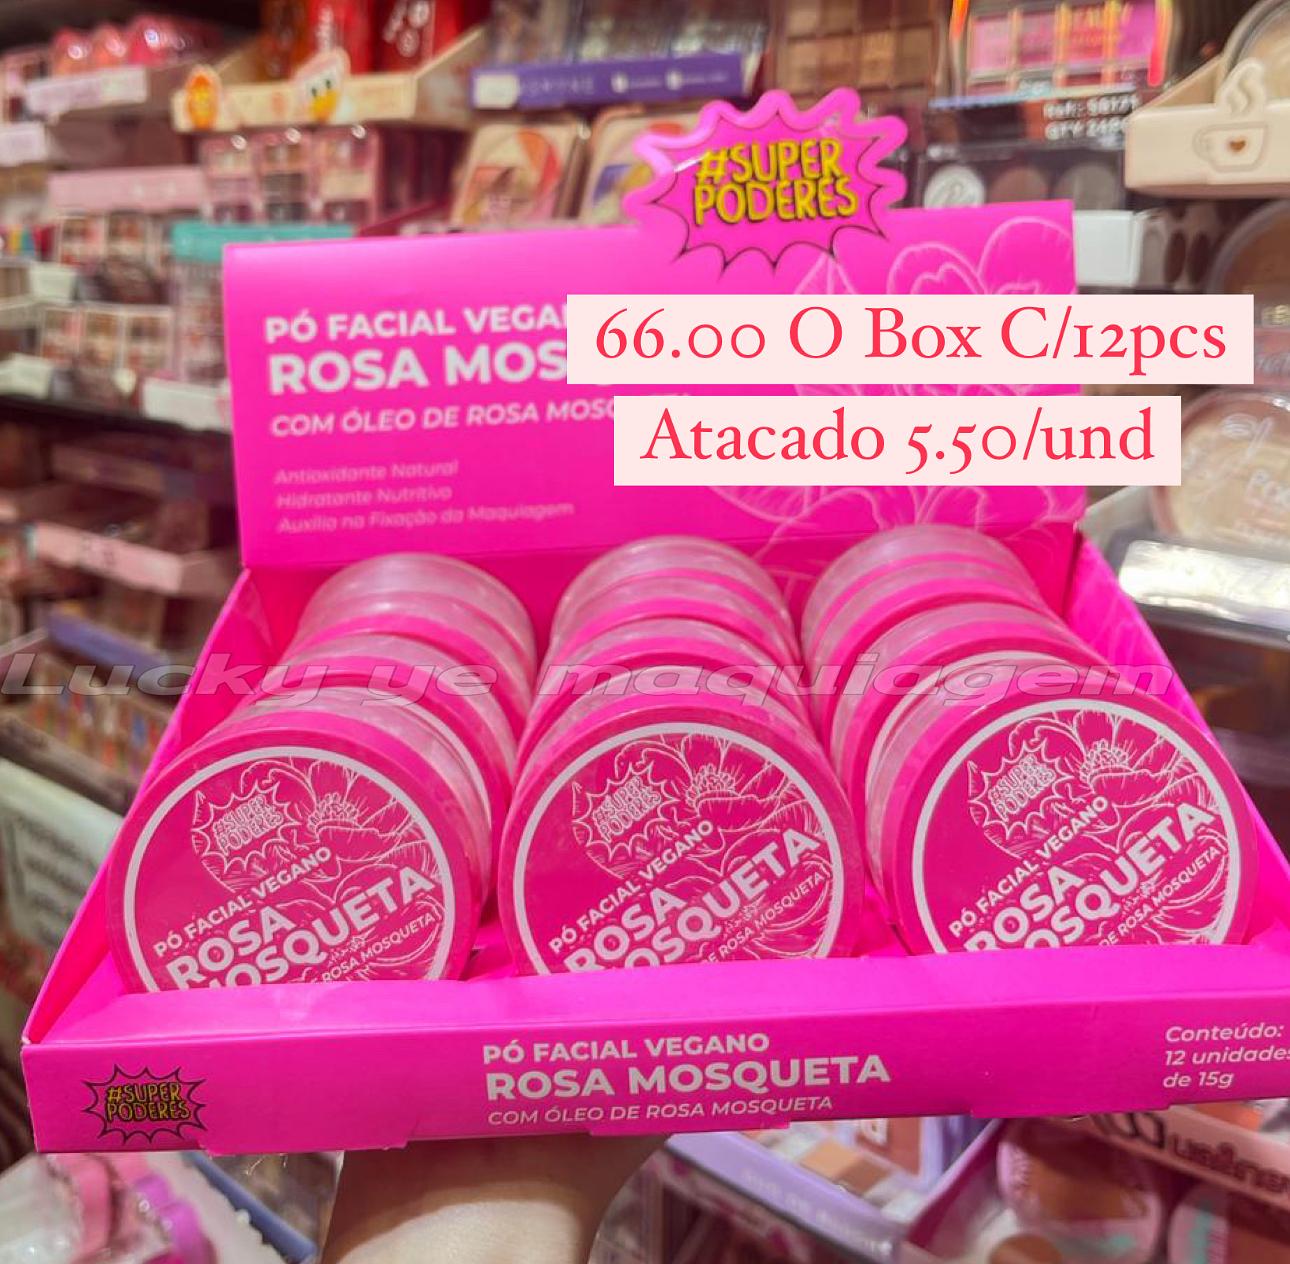 #SUPER
PODERES
PÓ FACIAL
ROSA
COM ÓLEO DE ROSA
66.00 O Box C/12pcs
Atacado 5.50/und
Antioxidante Natural
Hidratante Nutritivo
Auxilia na Fixação da Maquiagem
Lucky ye maquiagem
#SUPER
PODERES
PÓ FACIAL VEGANO
ROSA
MOSQUETA
DE ROSA MOSQUETA
#SUPER
PODERES
PÓ FACIAL VEGANO
ROSA
MOSQUETA
DE ROSA MOSQUETA
#SUPER
PODERES
PÓ FACIAL VEGANO
ROSA
MOSQUETA
DE ROSA MOSQUETA
#SUPER
PODERES
PÓ FACIAL VEGANO
ROSA MOSQUETA
COM ÓLEO DE ROSA MOSQUETA
Conteúdo:
12 unidades
de 15g